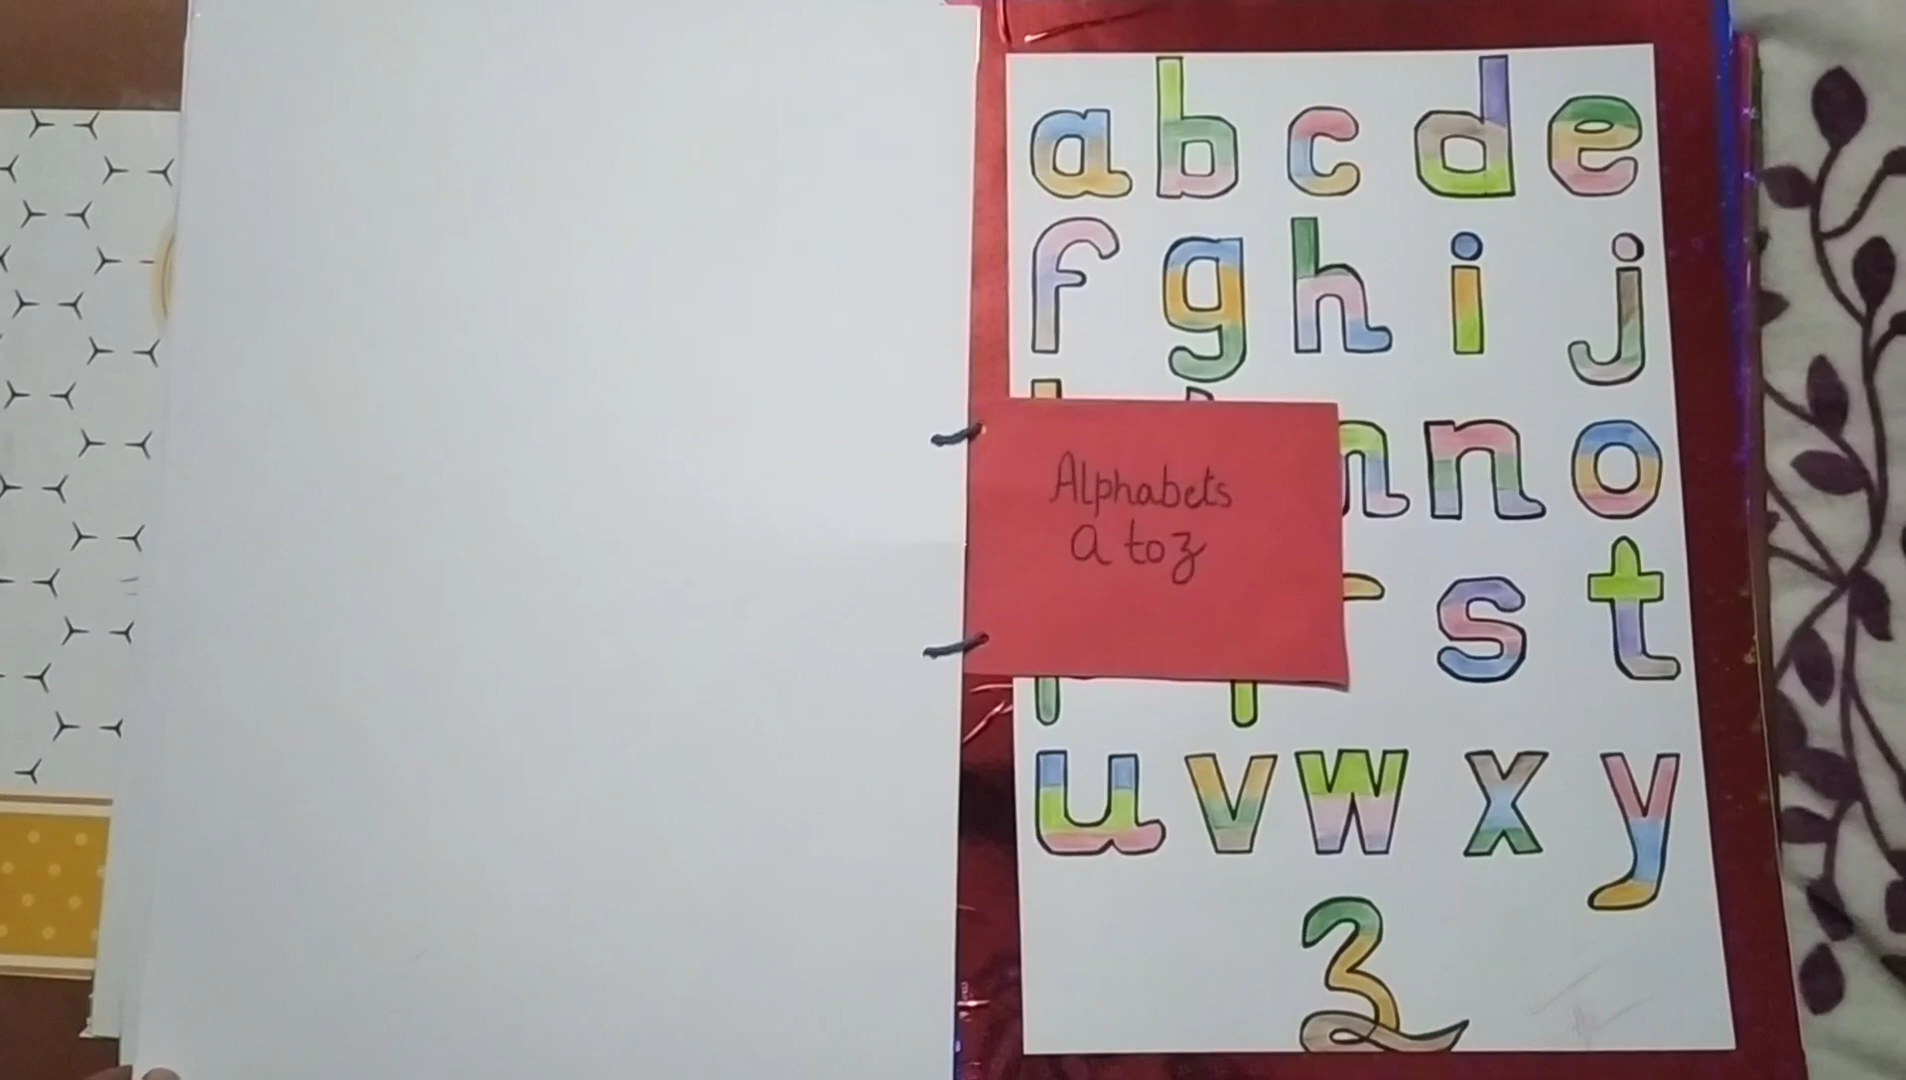 a b c d e
f g h i j
n o
s t
u v w x y
z
Alphabets
a to z